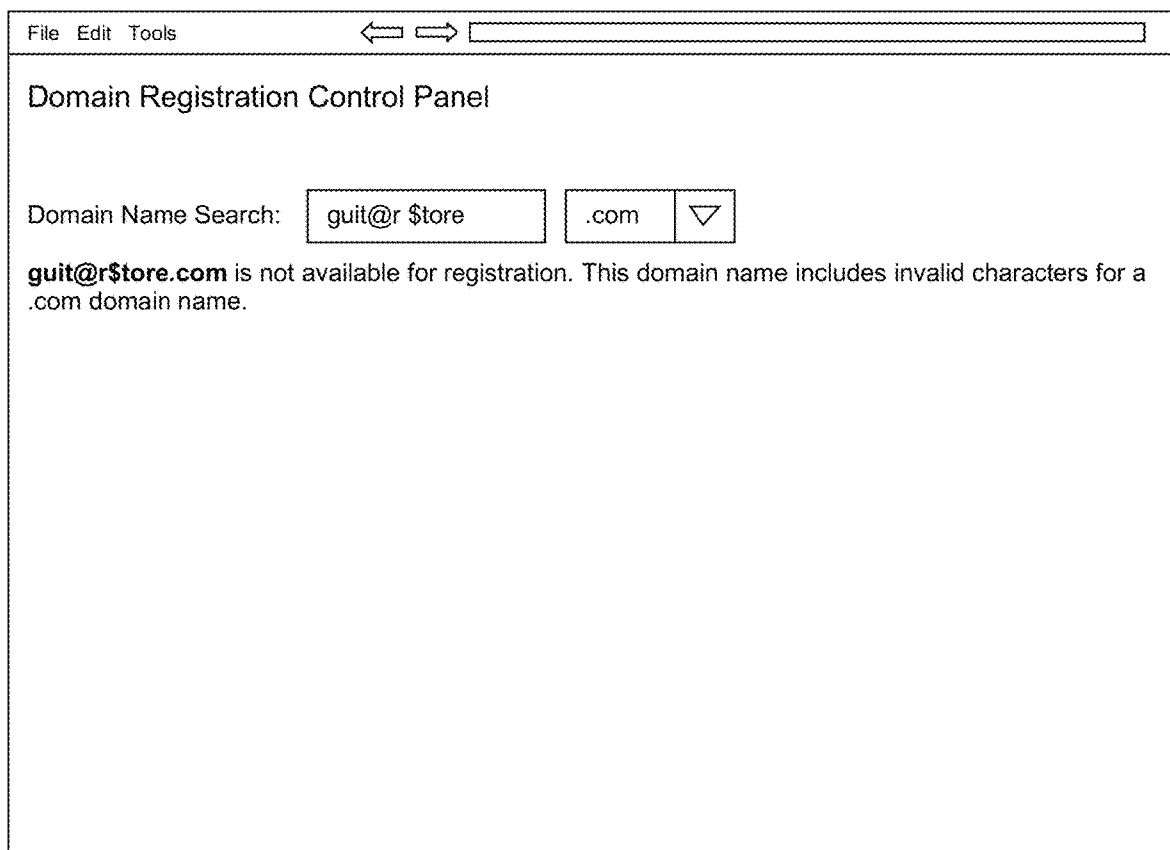 File Edit Tools
Domain Registration Control Panel
Domain Name Search: guit@r $tore .com
guit@r$tore.com is not available for registration. This domain name includes invalid characters for a
.com domain name.